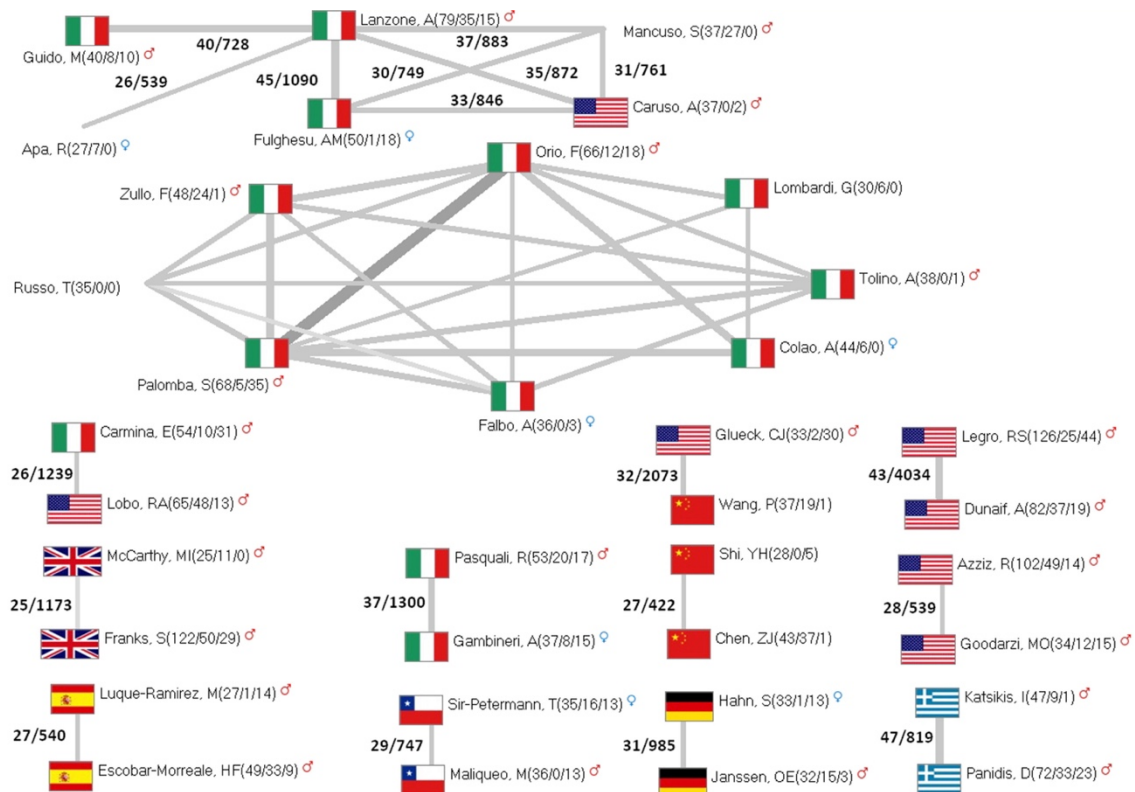 Lanzone, A(79/35/15) ♂
Guido, M(40/8/10) ♂
40/728
37/883
Mancuso, S(37/27/0) ♂
26/539
45/1090
30/749
35/872
31/761
33/846
Caruso, A(37/0/2) ♂
Apa, R(27/7/0) ♀
Fulghesu, AM(50/1/18) ♀
Orio, F(66/12/18) ♂
Zullo, F(48/24/1) ♂
Lombardi, G(30/6/0)
Russo, T(35/0/0)
Tolino, A(38/0/1) ♂
Colao, A(44/6/0) ♀
Palomba, S(68/5/35) ♂
Falbo, A(36/0/3) ♀
Carmina, E(54/10/31) ♂
26/1239
Lobo, RA(65/48/13) ♂
Glueck, CJ(33/2/30) ♂
32/2073
Wang, P(37/19/1)
Legro, RS(126/25/44) ♂
43/4034
Dunaif, A(82/37/19) ♂
McCarthy, MI(25/11/0) ♂
25/1173
Franks, S(122/50/29) ♂
Pasquali, R(53/20/17) ♂
37/1300
Gambineri, A(37/8/15) ♀
Shi, YH(28/0/5)
27/422
Chen, ZJ(43/37/1)
Azziz, R(102/49/14) ♂
28/539
Goodarzi, MO(34/12/15) ♂
Luque-Ramirez, M(27/1/14) ♂
27/540
Escobar-Morreale, HF(49/33/9) ♂
Sir-Petermann, T(35/16/13) ♀
29/747
Maliqueo, M(36/0/13) ♂
Hahn, S(33/1/13) ♀
31/985
Janssen, OE(32/15/3) ♂
Katsikis, I(47/9/1) ♂
47/819
Panidis, D(72/33/23) ♂